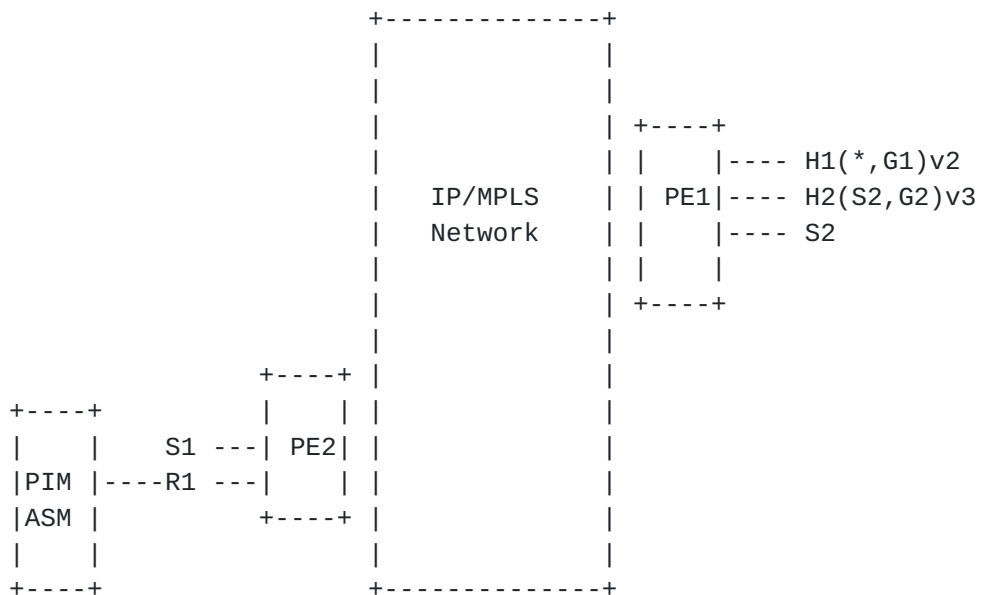 H1(*,G1)v2
IP/MPLS PE1 H2(S2,G2)v3
Network S2
S1 PE2
PIM R1
ASM